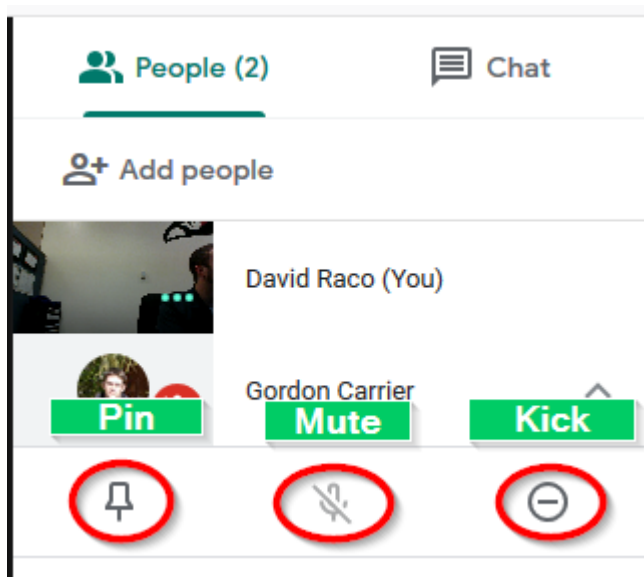 People (2)
Chat
Add people
David Raco (You)
Gordon Carrier
Pin
Mute
Kick